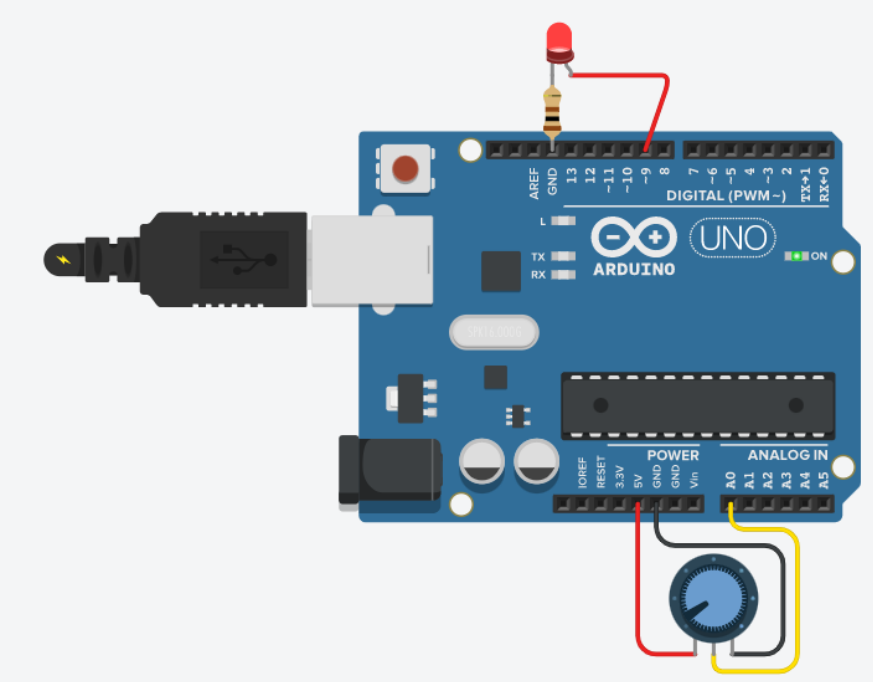 AREF
GND
13
12
~11
~10
~9
8
7
~6
~5
4
~3
2
TX→1
RX←0
DIGITAL (PWM~)
L
TX
RX
ARDUINO
UNO
ON
POWER
ANALOG IN
IOREF
RESET
3.3V
5V
GND
GND
Vin
A0
A1
A2
A3
A4
A5